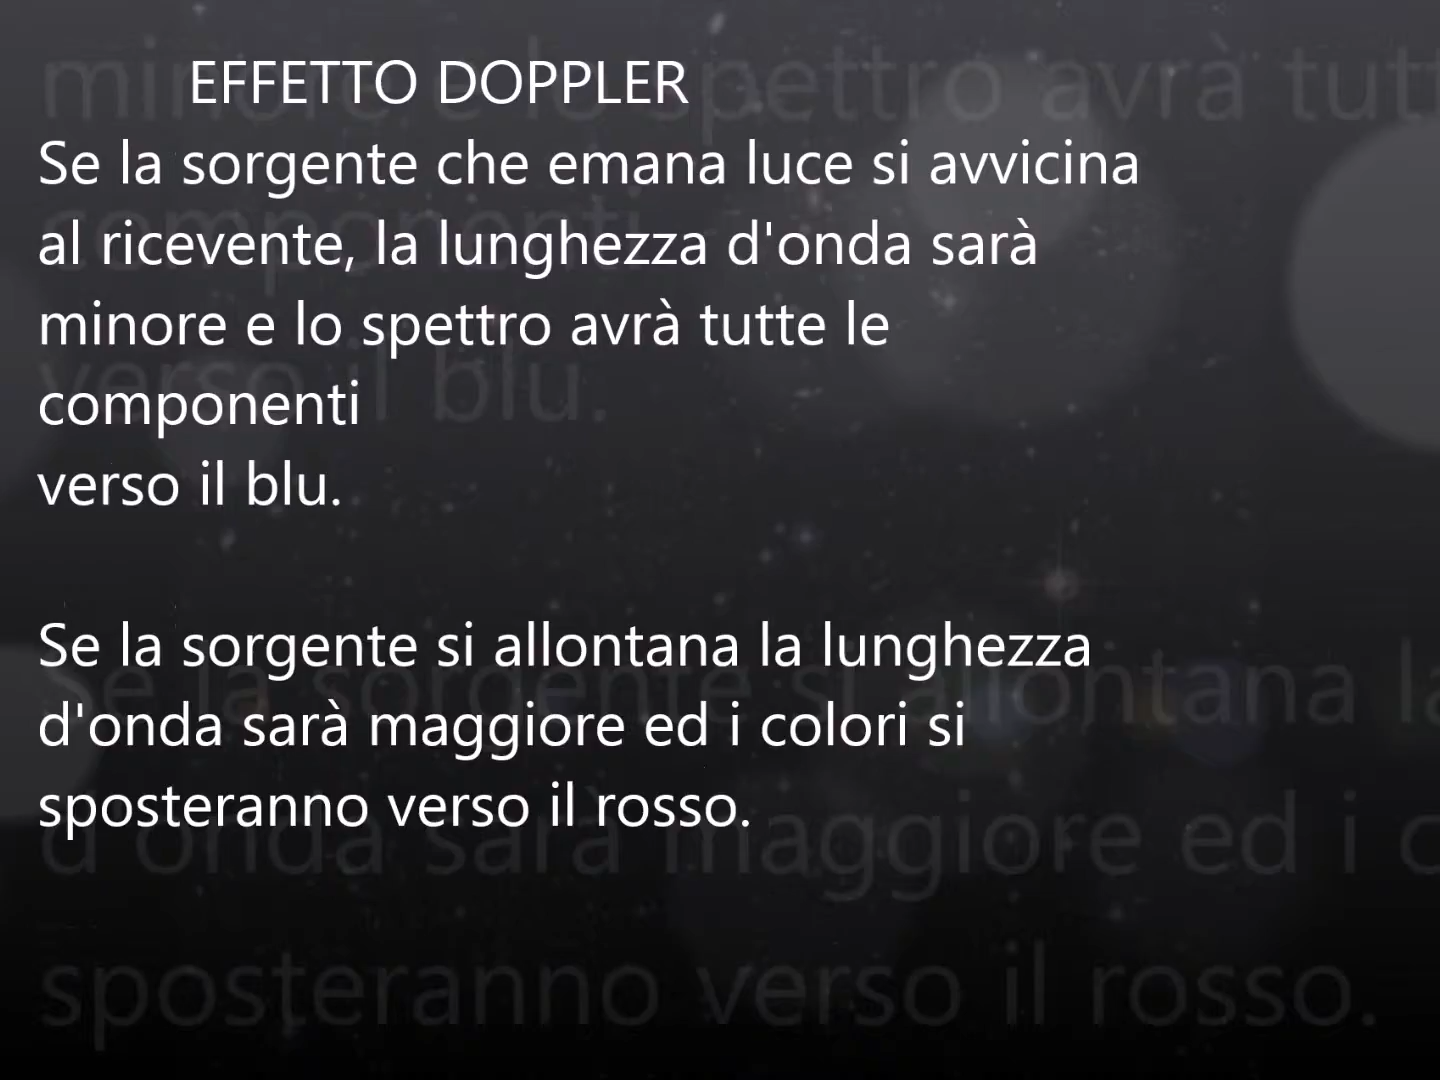 EFFETTO DOPPLER
Se la sorgente che emana luce si avvicina
al ricevente, la lunghezza d'onda sarà
minore e lo spettro avrà tutte le
componenti
verso il blu.
Se la sorgente si allontana la lunghezza
d'onda sarà maggiore ed i colori si
sposteranno verso il rosso.